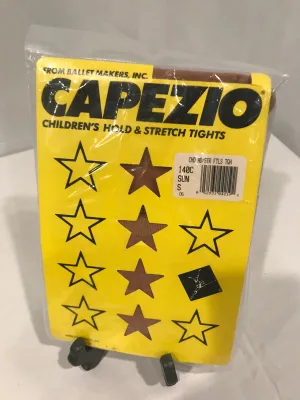 FROM BALLET MAKERS, INC.
CAPEZIO®
CHILDREN'S HOLD & STRETCH TIGHTS
140C
SUN
S